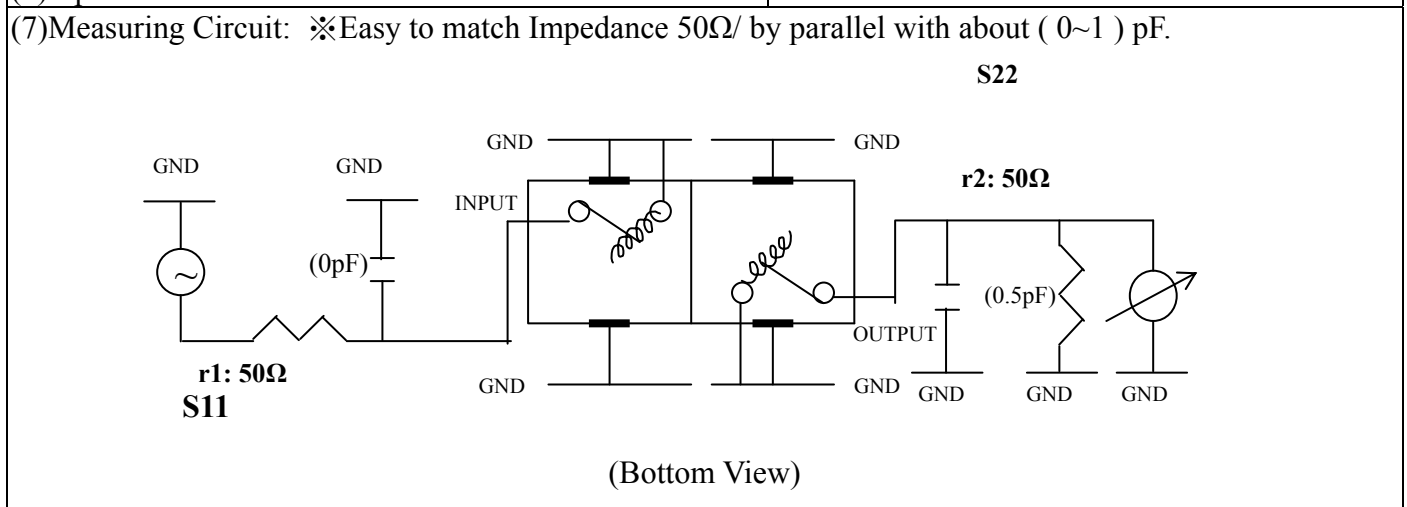 (7)Measuring Circuit: ※Easy to match Impedance 50Ω/ by parallel with about ( 0~1 ) pF.
S22
GND
GND
GND
GND
r2: 50Ω
INPUT
(0pF)
(0.5pF)
OUTPUT
r1: 50Ω
GND
GND
GND
GND
GND
S11
(Bottom View)